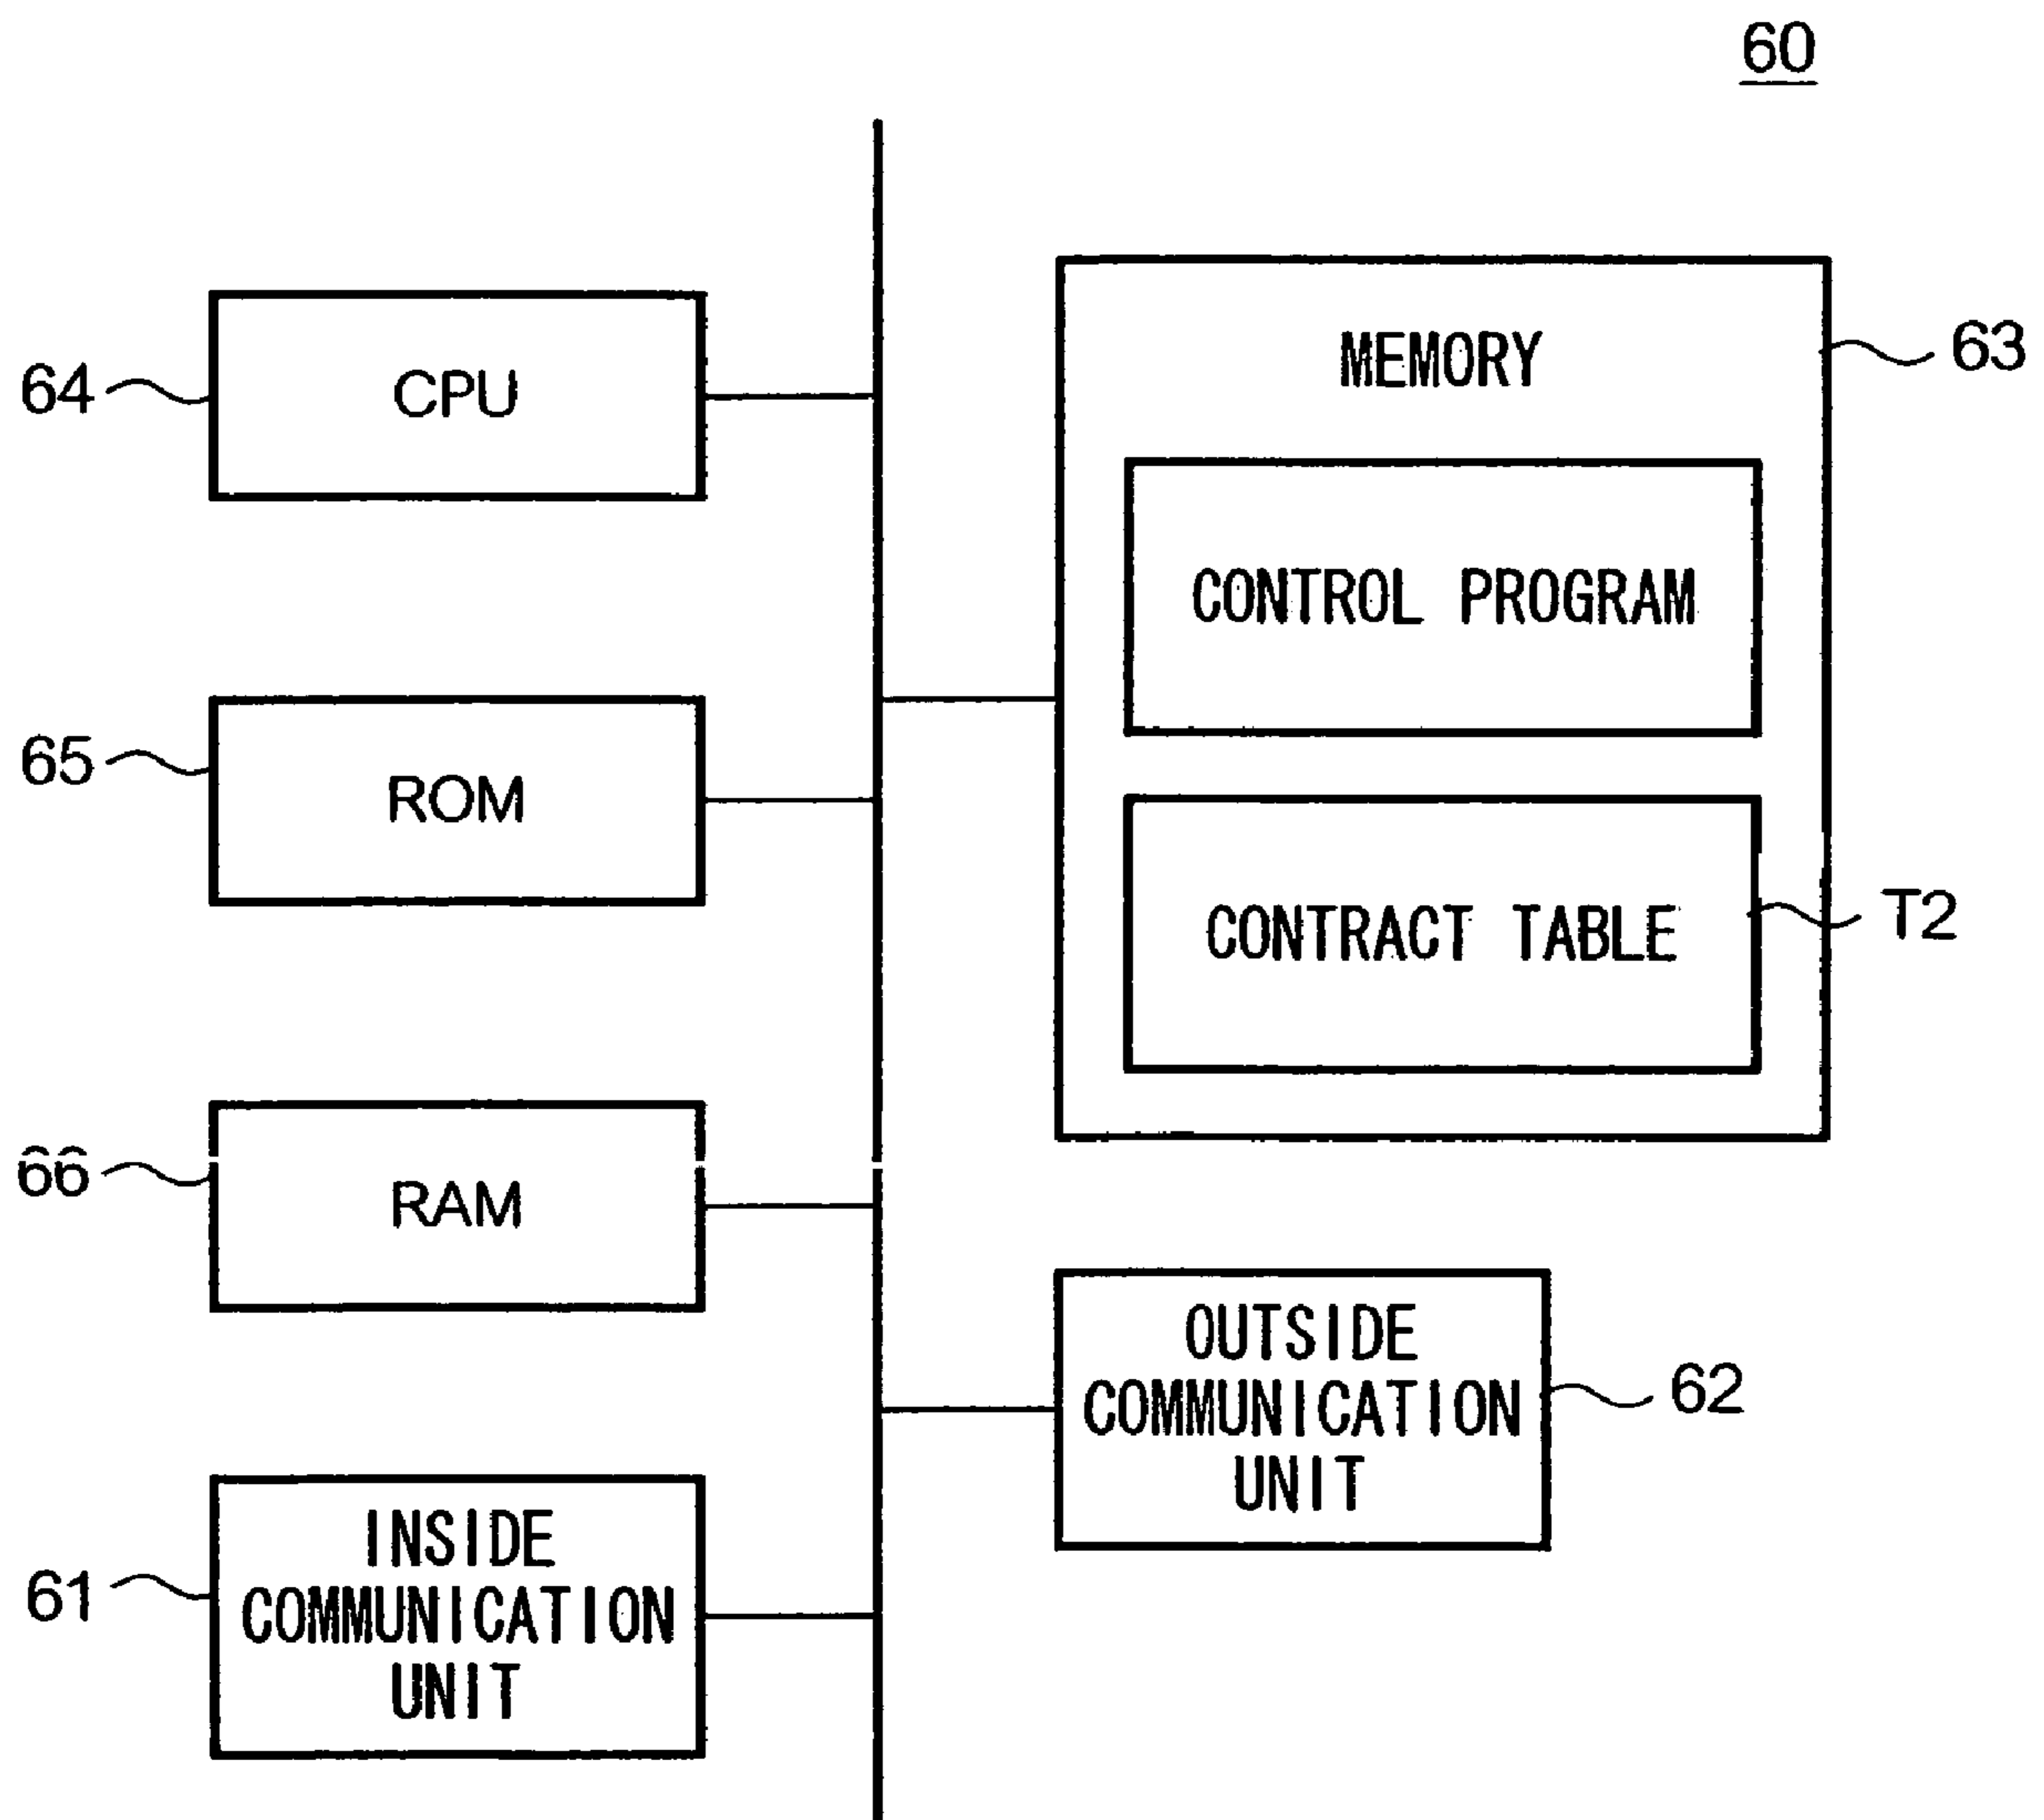 60
64
CPU
65
ROM
66
RAM
61
INSIDE
COMMUNICATION
UNIT
MEMORY
63
CONTROL PROGRAM
CONTRACT TABLE
T2
OUTSIDE
COMMUNICATION
UNIT
62